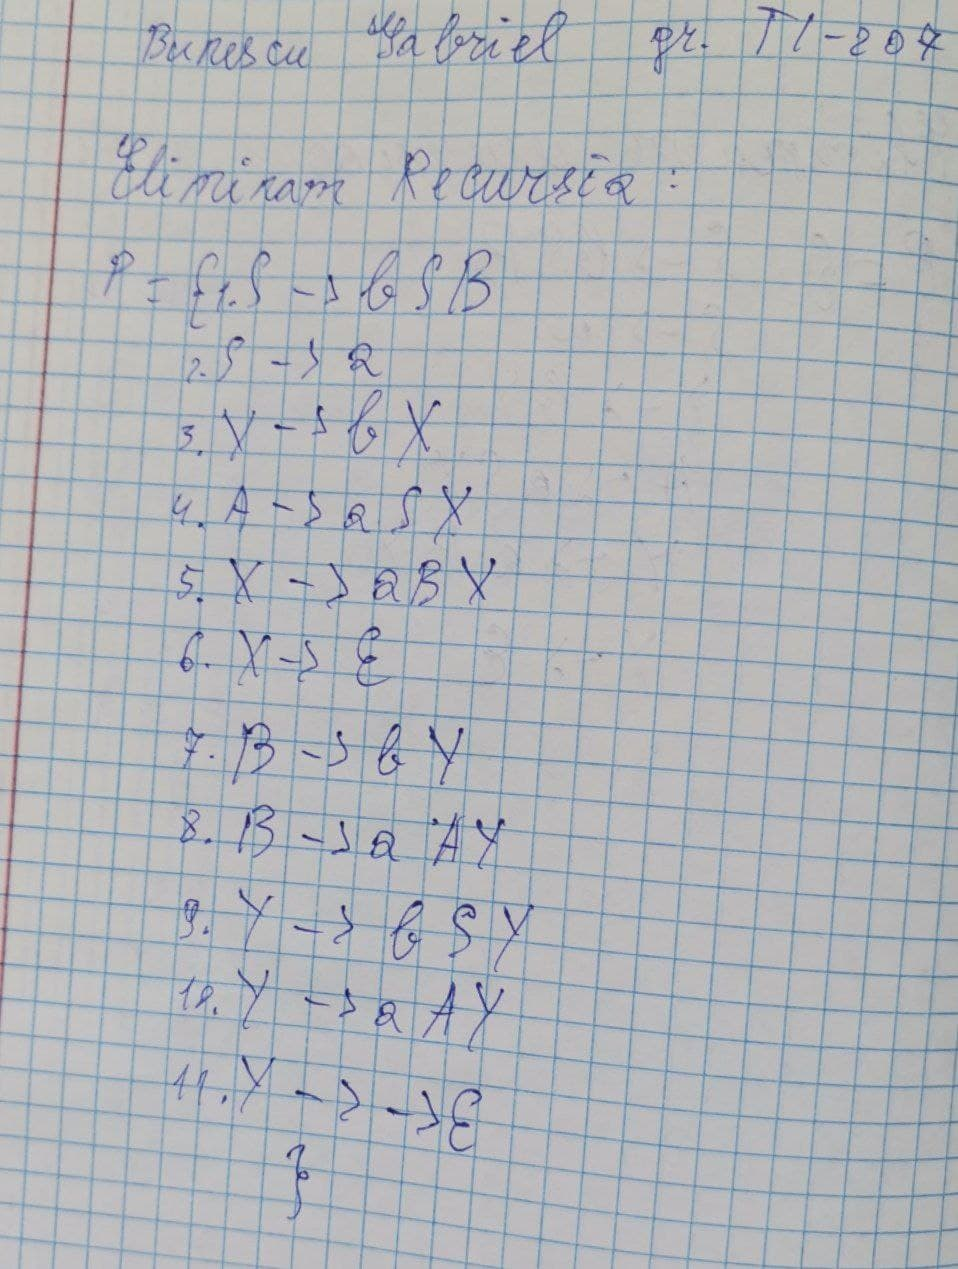 Bunescu Gabriel gr. TI-207
Eliminam Recursia:
P = {1. S -> bSB
2. S -> a
3. X -> bX
4. A -> aSX
5. X -> aBX
6. X -> ε
7. B -> bY
8. B -> aAY
9. Y -> bSY
10. Y -> aAY
11. Y -> -> ε
}